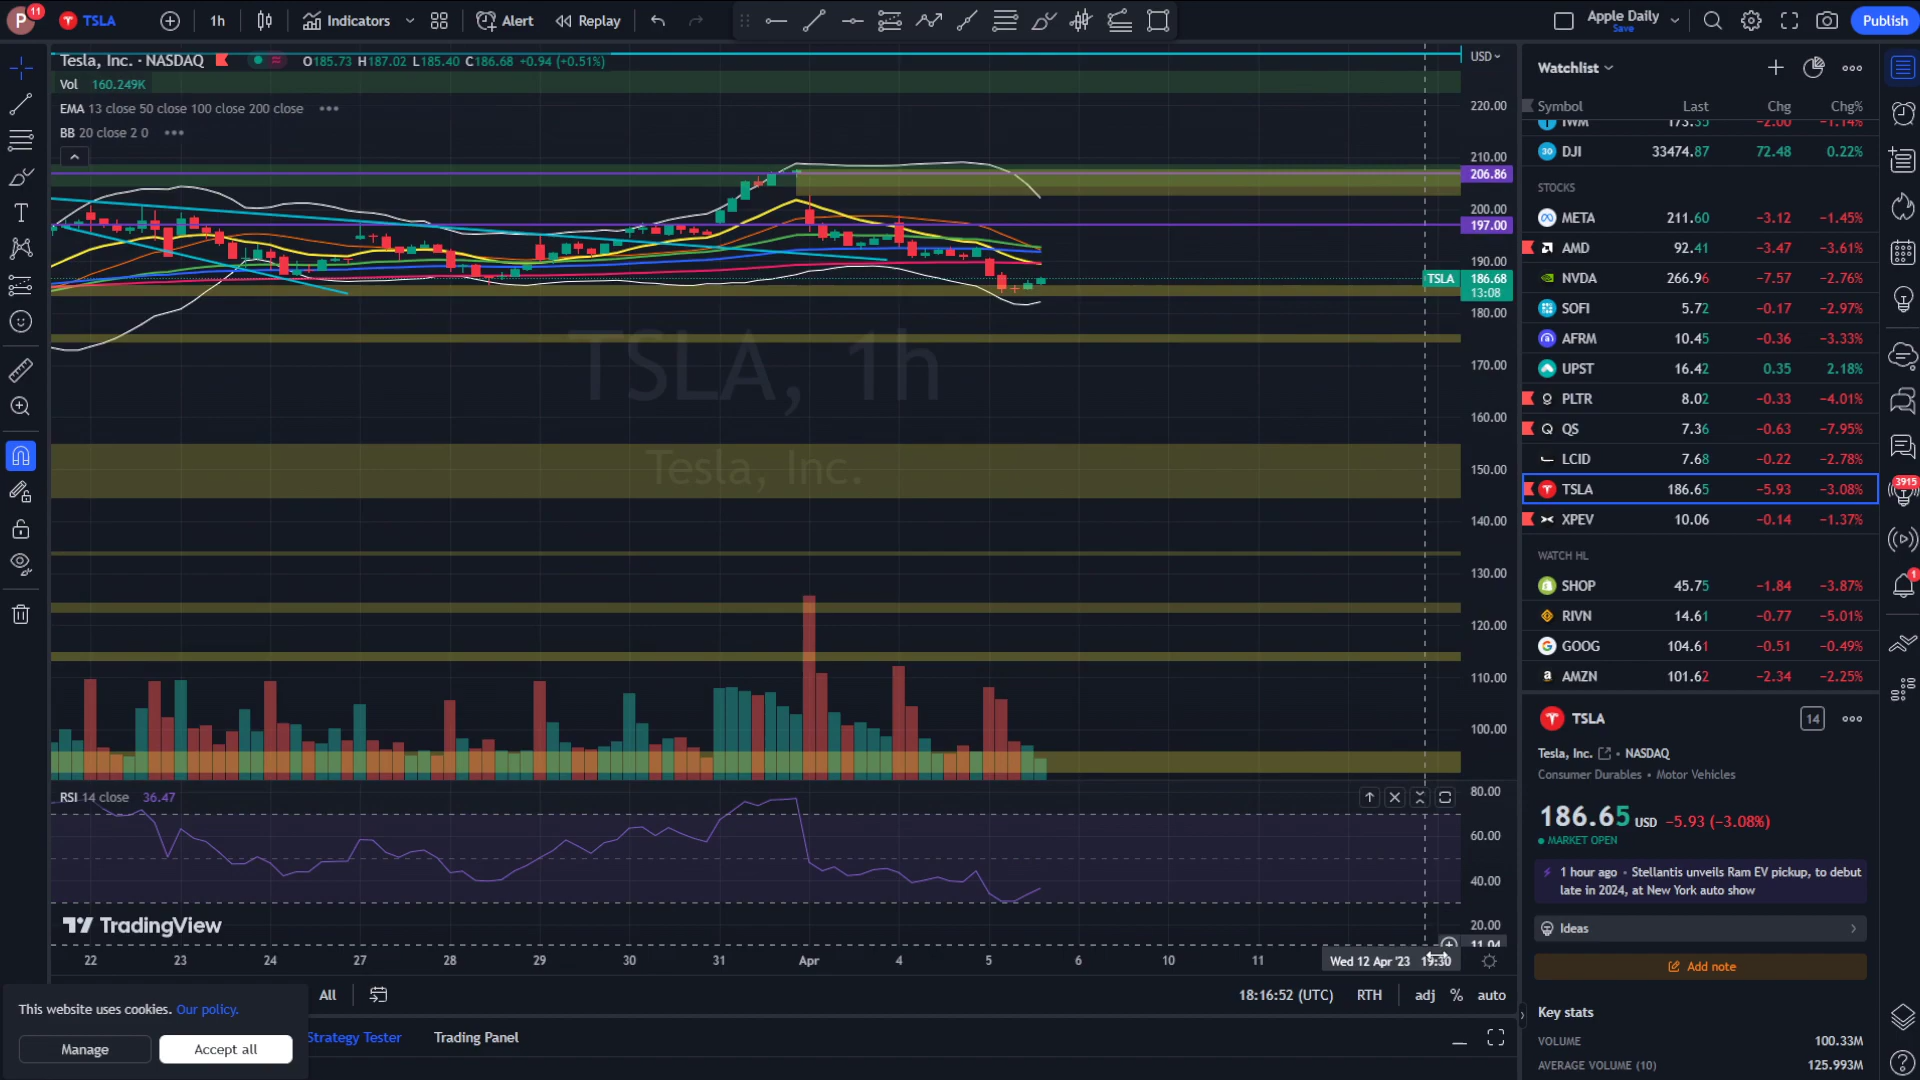 P 11 TSLA 1h Indicators Alert Replay Apple Daily Save Publish
Tesla, Inc. · NASDAQ O185.73 H187.02 L185.40 C186.68 +0.94 (+0.51%)
Vol 160.249K
EMA 13 close 50 close 100 close 200 close
BB 20 close 2 0
USD
220.00
210.00
206.86
200.00
197.00
190.00
TSLA 186.68
13:08
180.00
170.00
160.00
150.00
140.00
130.00
120.00
110.00
100.00
TSLA, 1h
Tesla, Inc.
RSI 14 close 36.47
80.00
60.00
40.00
20.00
11.04
TradingView
22 23 24 27 28 29 30 31 Apr 4 5 6 10 11 Wed 12 Apr '23 19:30
All 18:16:52 (UTC) RTH adj % auto
This website uses cookies. Our policy.
Manage Accept all
Strategy Tester Trading Panel
Watchlist
Symbol Last Chg Chg%
IWM 173.35 −2.00 −1.14%
30 DJI 33474.87 72.48 0.22%
STOCKS
META 211.60 −3.12 −1.45%
AMD 92.41 −3.47 −3.61%
NVDA 266.96 −7.57 −2.76%
SOFI 5.72 −0.17 −2.97%
AFRM 10.45 −0.36 −3.33%
UPST 16.42 0.35 2.18%
PLTR 8.02 −0.33 −4.01%
QS 7.36 −0.63 −7.95%
LCID 7.68 −0.22 −2.78%
TSLA 186.65 −5.93 −3.08%
XPEV 10.06 −0.14 −1.37%
WATCH HL
SHOP 45.75 −1.84 −3.87%
RIVN 14.61 −0.77 −5.01%
GOOG 104.61 −0.51 −0.49%
AMZN 101.62 −2.34 −2.25%
TSLA 14
Tesla, Inc. • NASDAQ
Consumer Durables • Motor Vehicles
186.65 USD −5.93 (−3.08%)
MARKET OPEN
1 hour ago • Stellantis unveils Ram EV pickup, to debut
late in 2024, at New York auto show
Ideas
Add note
Key stats
VOLUME 100.33M
AVERAGE VOLUME (10) 125.993M
3915
1